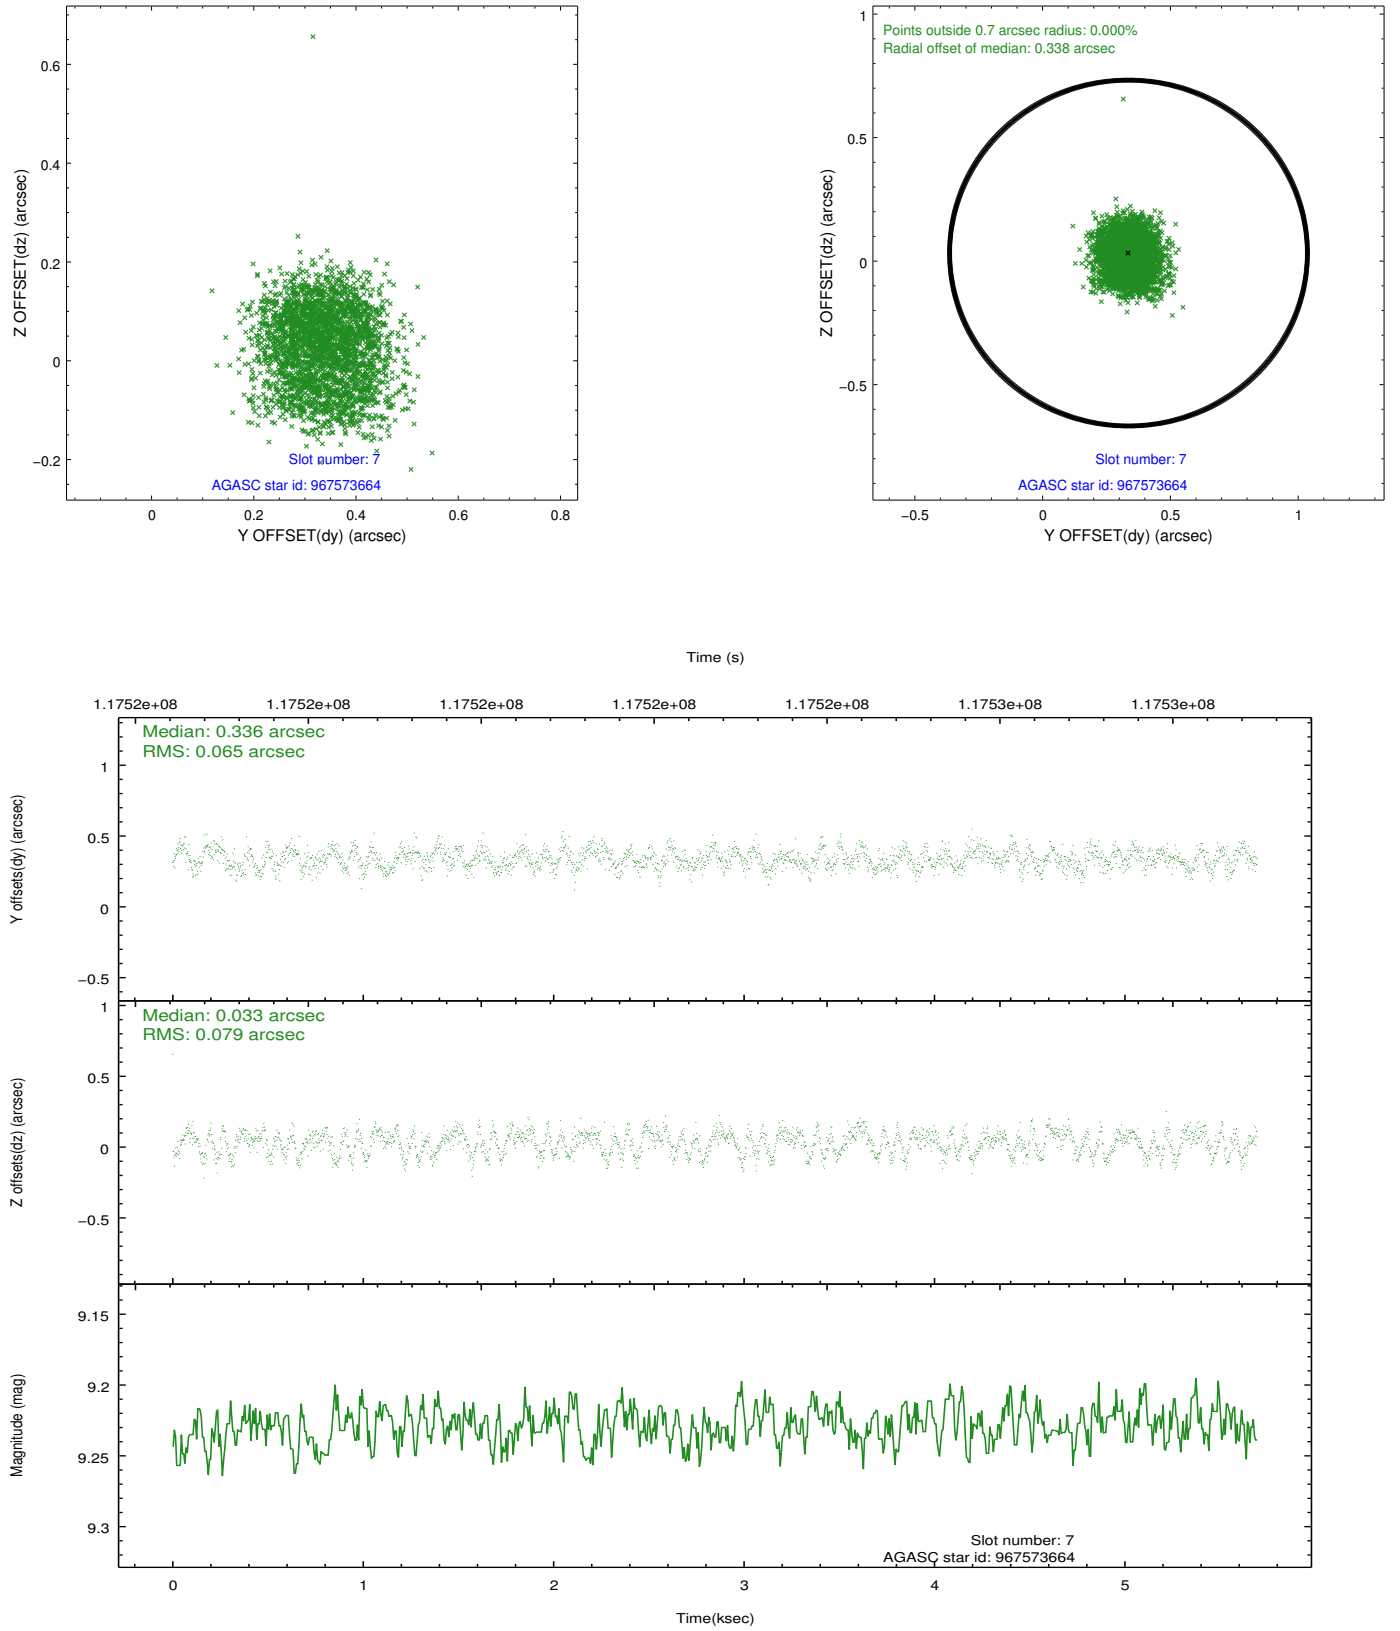 0.6
0.4
0.2
0
−0.2
Z OFFSET(dz) (arcsec)
Slot number: 7
AGASC star id: 967573664
0 0.2 0.4 0.6 0.8
Y OFFSET(dy) (arcsec)
Points outside 0.7 arcsec radius: 0.000%
Radial offset of median: 0.338 arcsec
1
0.5
0
−0.5
Z OFFSET(dz) (arcsec)
Slot number: 7
AGASC star id: 967573664
−0.5 0 0.5 1
Y OFFSET(dy) (arcsec)
Time (s)
1.1752e+08 1.1752e+08 1.1752e+08 1.1752e+08 1.1752e+08 1.1753e+08 1.1753e+08
Median: 0.336 arcsec
RMS: 0.065 arcsec
1
0.5
0
−0.5
Y offsets(dy) (arcsec)
Median: 0.033 arcsec
RMS: 0.079 arcsec
1
0.5
0
−0.5
Z offsets(dz) (arcsec)
9.15
9.2
9.25
9.3
Magnitude (mag)
Slot number: 7
AGASC star id: 967573664
0 1 2 3 4 5
Time(ksec)